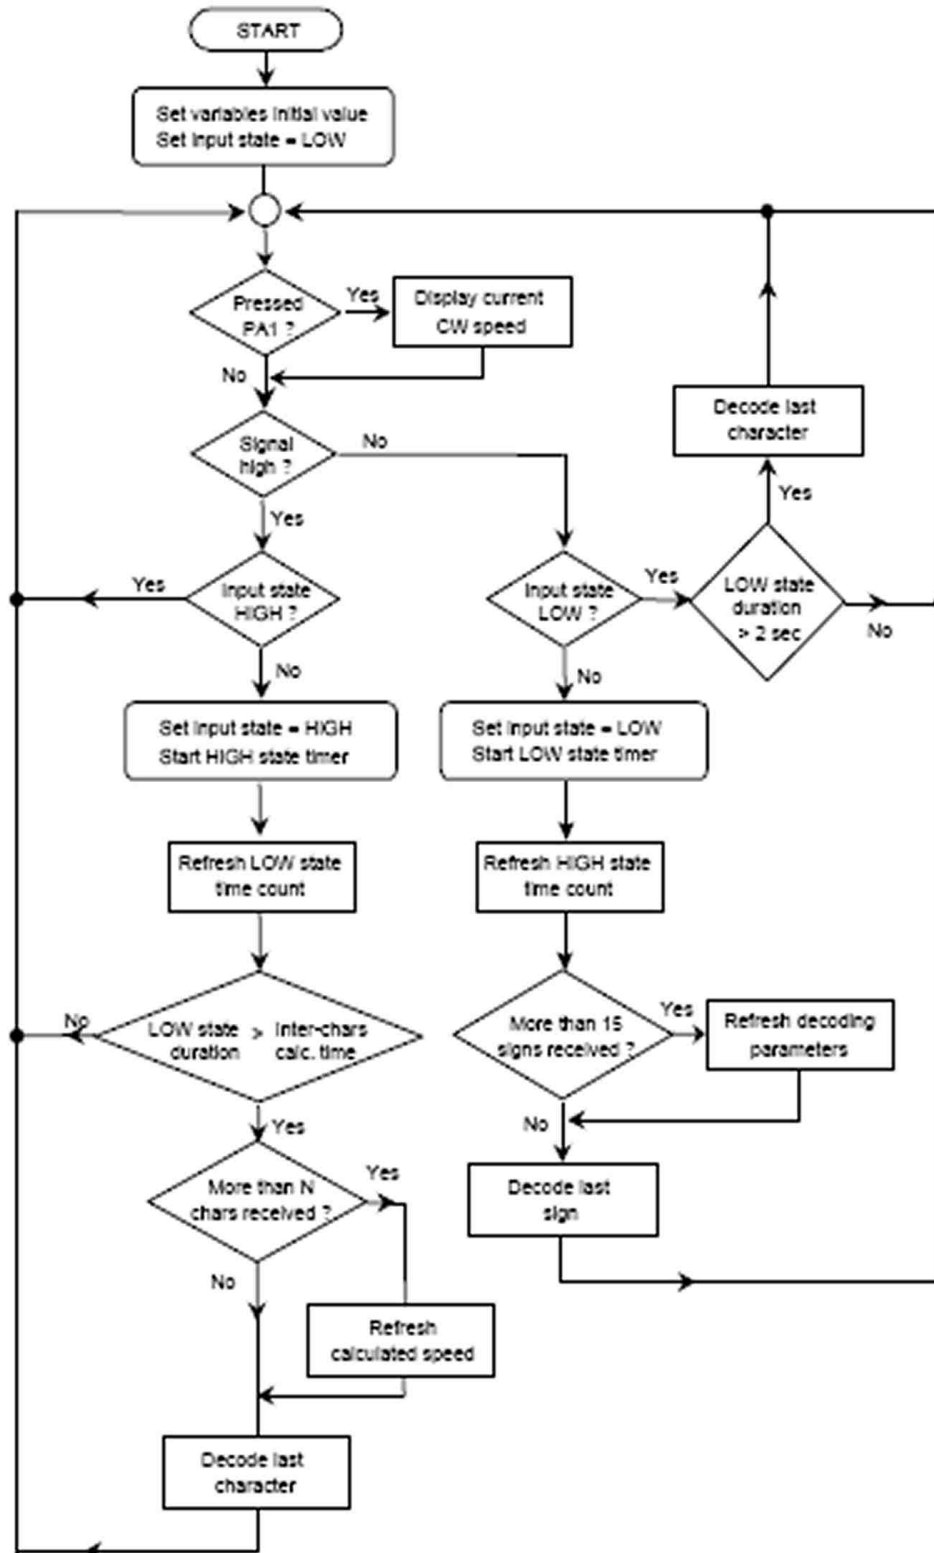 START
Set variables initial value
Set input state = LOW
Pressed
PA1 ?
Yes
Display current
CW speed
No
Signal
high ?
No
Decode last
character
Yes
Yes
Input state
HIGH ?
Yes
Input state
LOW ?
Yes
LOW state
duration
> 2 sec
No
No
No
Set input state = HIGH
Start HIGH state timer
Set input state = LOW
Start LOW state timer
Refresh LOW state
time count
Refresh HIGH state
time count
No
LOW state > Inter-chars
duration calc. time
More than 15
signs received ?
Yes
Refresh decoding
parameters
Yes
No
More than N
chars received ?
Yes
Decode last
sign
No
Refresh
calculated speed
Decode last
character